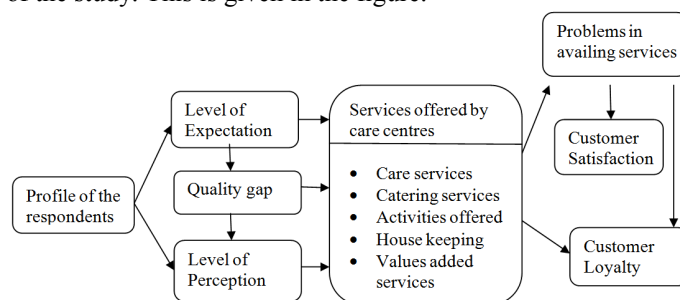 of the study. This is given in the figure.
Problems in
availing services
Level of
Expectation
Services offered by
care centres
Customer
Satisfaction
Profile of the
respondents
Quality gap
• Care services
• Catering services
• Activities offered
• House keeping
• Values added
services
Level of
Perception
Customer
Loyalty